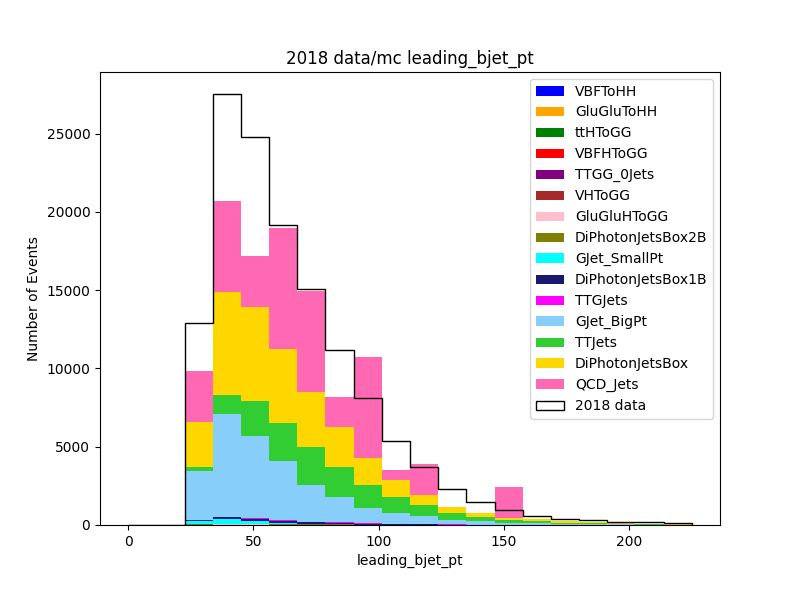 2018 data/mc leading_bjet_pt
VBFToHH
GluGluToHH
ttHToGG
VBFHToGG
TTGG_0Jets
VHToGG
GluGluHToGG
DiPhotonJetsBox2B
GJet_SmallPt
DiPhotonJetsBox1B
TTGJets
GJet_BigPt
TTJets
DiPhotonJetsBox
QCD_Jets
2018 data
Number of Events
25000
20000
15000
10000
5000
0
0 50 100 150 200
leading_bjet_pt